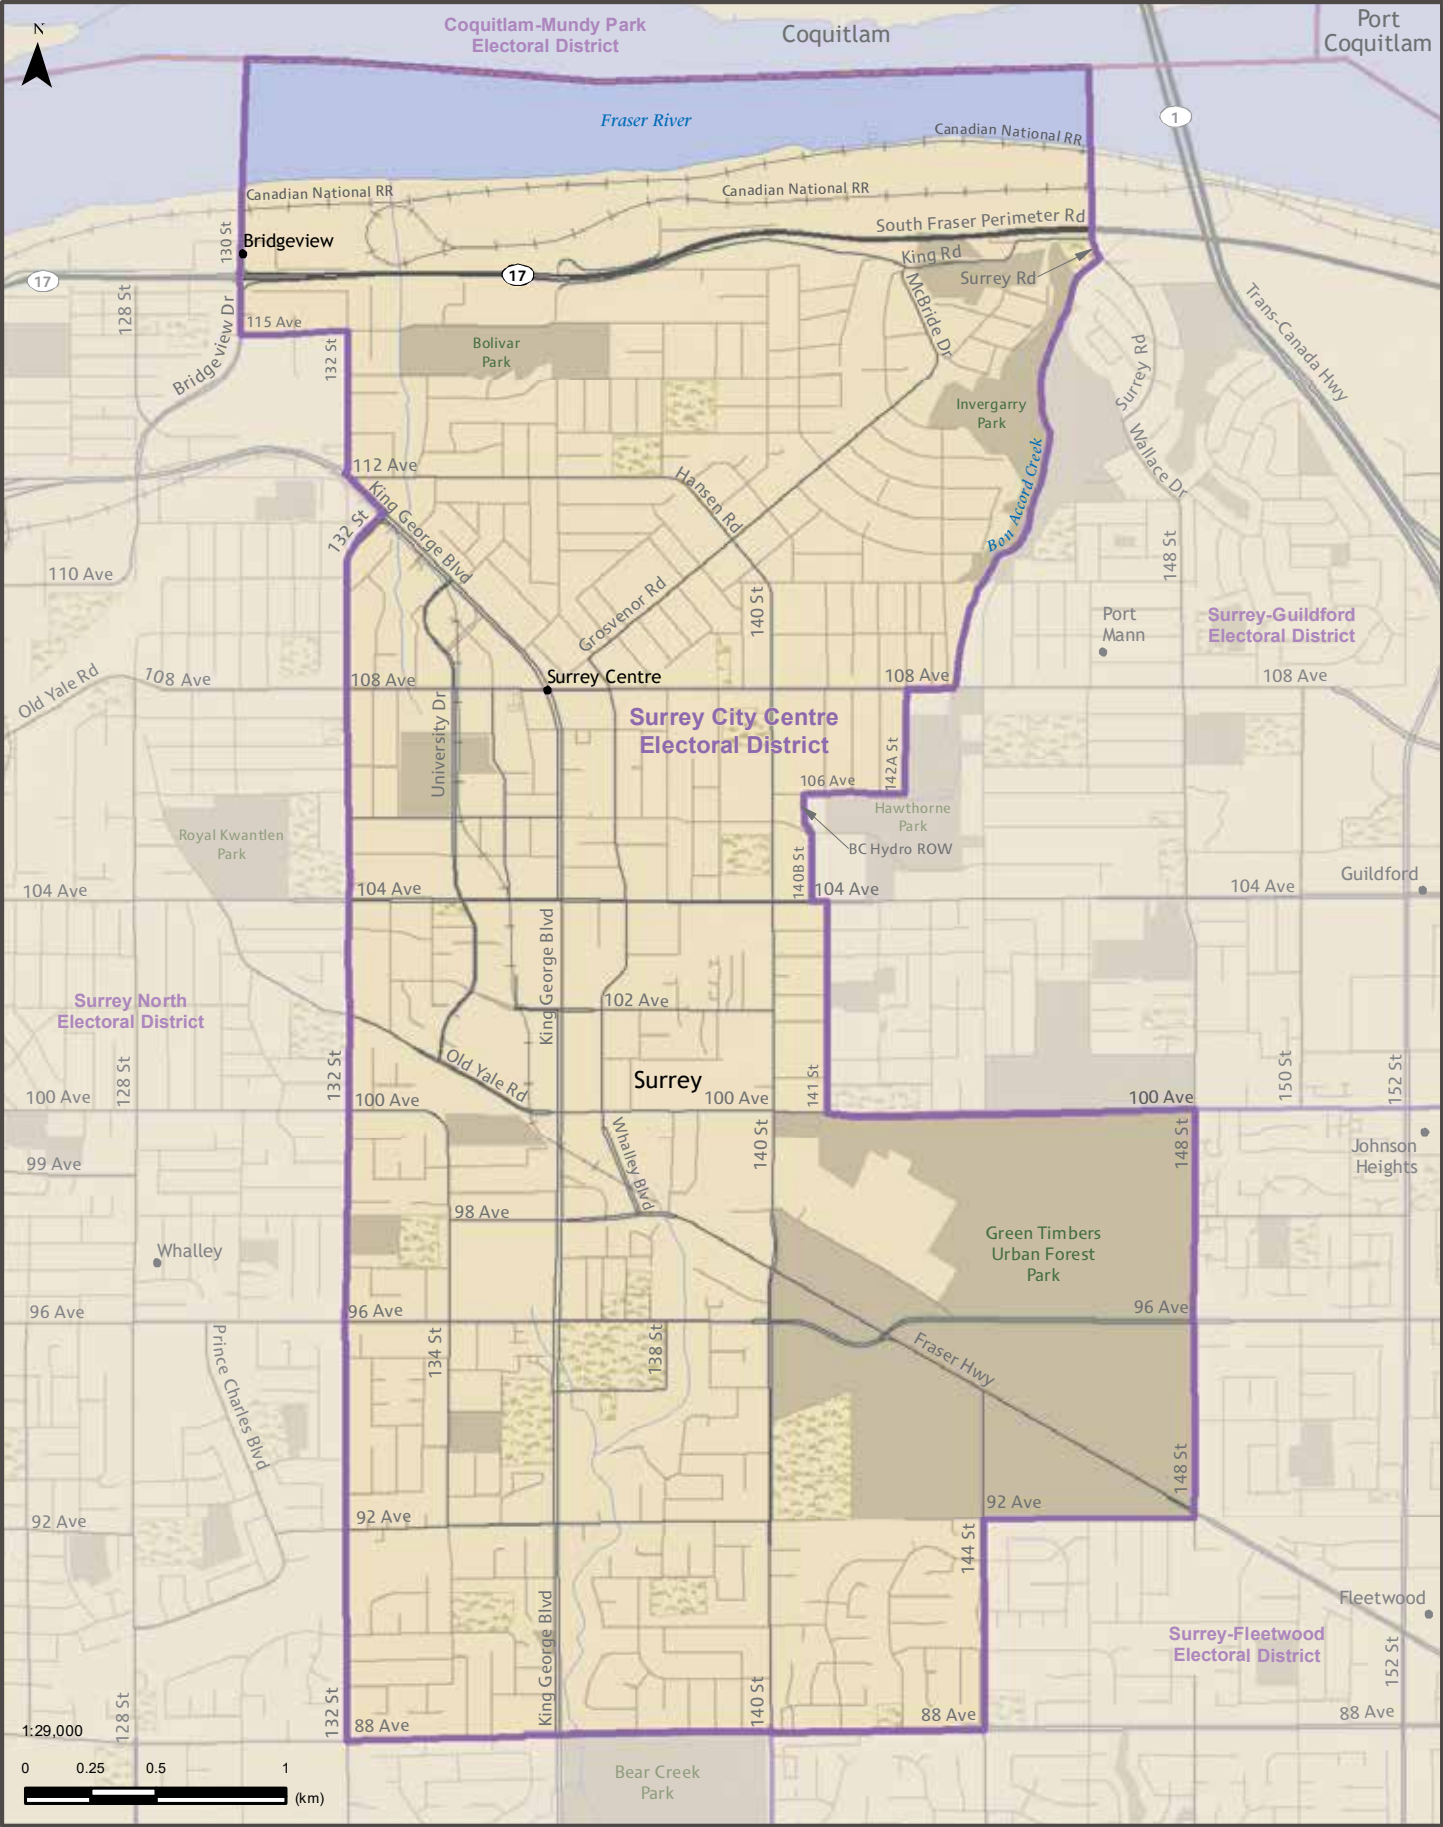 N
Coquitlam-Mundy Park
Electoral District
Coquitlam
Port
Coquitlam
1
Fraser River
Canadian National RR
Canadian National RR
Canadian National RR
South Fraser Perimeter Rd
130 St
Bridgeview
King Rd
Surrey Rd
17
17
McBride Dr
Trans-Canada Hwy
128 St
Bridgeview Dr
115 Ave
132 St
Bolivar
Park
Surrey Rd
Invergarry
Park
Wallace Dr
Bon Accord Creek
112 Ave
King George Blvd
Hansen Rd
132 St
148 St
110 Ave
Grosvenor Rd
140 St
Port
Mann
Surrey-Guildford
Electoral District
Old Yale Rd
108 Ave
108 Ave
Surrey Centre
108 Ave
108 Ave
University Dr
Surrey City Centre
Electoral District
142A St
106 Ave
Hawthorne
Park
Royal Kwantlen
Park
BC Hydro ROW
140B St
104 Ave
104 Ave
104 Ave
104 Ave
Guildford
King George Blvd
Surrey North
Electoral District
102 Ave
128 St
132 St
Old Yale Rd
Surrey
141 St
150 St
152 St
100 Ave
100 Ave
100 Ave
100 Ave
Whalley Blvd
140 St
148 St
Johnson
Heights
99 Ave
98 Ave
Whalley
Green Timbers
Urban Forest
Park
96 Ave
96 Ave
96 Ave
Prince Charles Blvd
134 St
138 St
Fraser Hwy
148 St
92 Ave
92 Ave
92 Ave
144 St
King George Blvd
Fleetwood
Surrey-Fleetwood
Electoral District
152 St
128 St
132 St
140 St
88 Ave
88 Ave
88 Ave
1:29,000
0 0.25 0.5 1
(km)
Bear Creek
Park